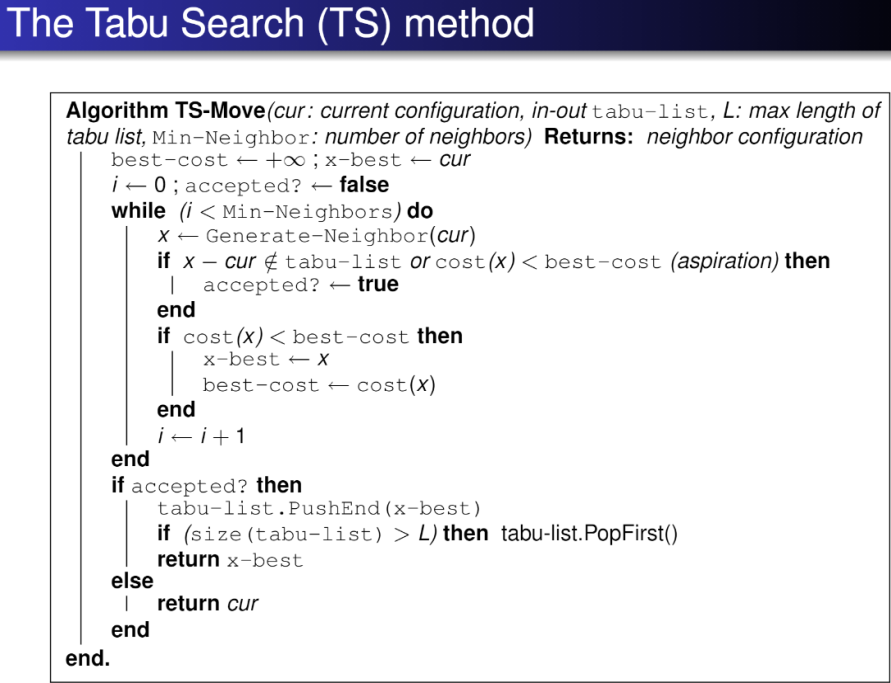 The Tabu Search (TS) method
Algorithm TS-Move(cur: current configuration, in-out tabu-list, L: max length of
tabu list, Min-Neighbor: number of neighbors) Returns: neighbor configuration
best-cost ← +∞ ; x-best ← cur
i ← 0 ; accepted? ← false
while (i < Min-Neighbors) do
x ← Generate-Neighbor(cur)
if x − cur ∉ tabu-list or cost(x) < best-cost (aspiration) then
accepted? ← true
end
if cost(x) < best-cost then
x-best ← x
best-cost ← cost(x)
end
i ← i + 1
end
if accepted? then
tabu-list.PushEnd(x-best)
if (size(tabu-list) > L) then tabu-list.PopFirst()
return x-best
else
return cur
end
end.